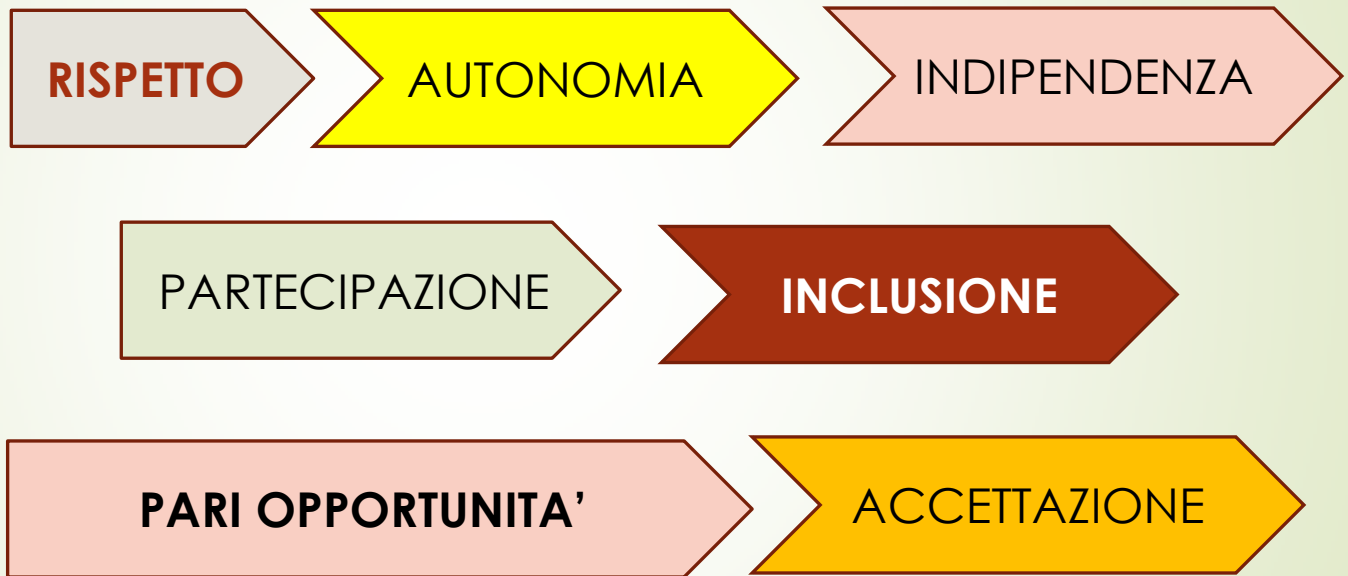 RISPETTO
AUTONOMIA
INDIPENDENZA
PARTECIPAZIONE
INCLUSIONE
PARI OPPORTUNITA’
ACCETTAZIONE